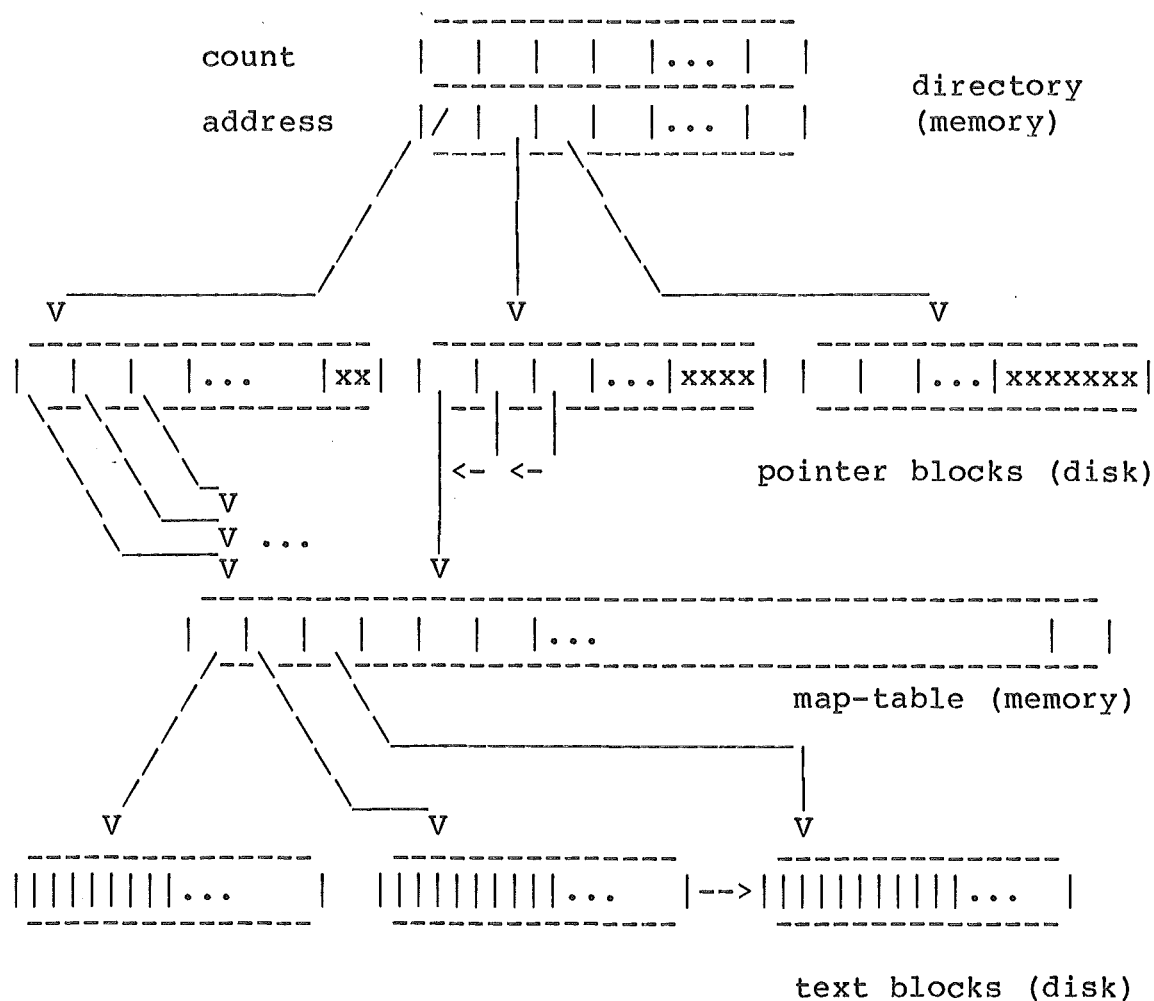 count
directory
address
(memory)
...
...
V V V
... xx ... xxxx ... xxxxxxx
<- <-
pointer blocks (disk)
V
V ...
V V
...
map-table (memory)
V V V
... ... --> ...
text blocks (disk)